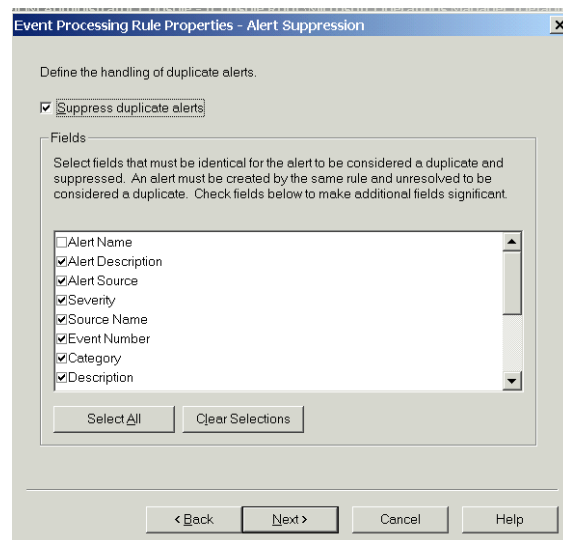 Event Processing Rule Properties - Alert Suppression
Define the handling of duplicate alerts.
Suppress duplicate alerts
Fields
Select fields that must be identical for the alert to be considered a duplicate and
suppressed. An alert must be created by the same rule and unresolved to be
considered a duplicate. Check fields below to make additional fields significant.
Alert Name
Alert Description
Alert Source
Severity
Source Name
Event Number
Category
Description
Select All Clear Selections
< Back Next > Cancel Help